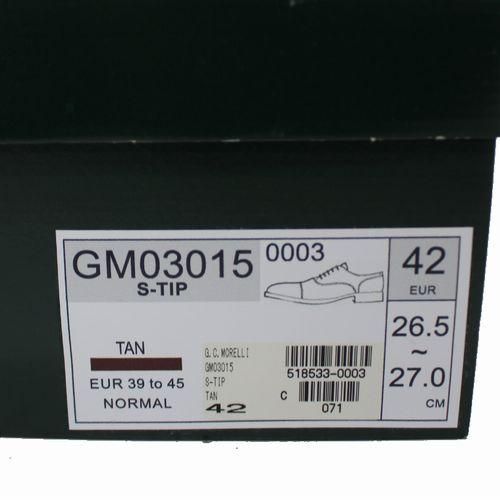 GM03015
S-TIP
0003
42
EUR
26.5
~
27.0
CM
TAN
EUR 39 to 45
NORMAL
G.C.MORELLI
GM03015
S-TIP
TAN
42
518533-0003
C
071